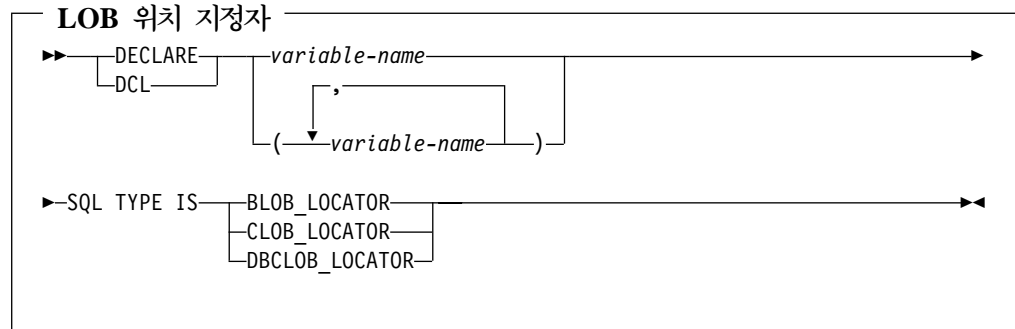 LOB 위치 지정자
DECLARE variable-name
DCL
,
( variable-name )
SQL TYPE IS BLOB_LOCATOR
CLOB_LOCATOR
DBCLOB_LOCATOR